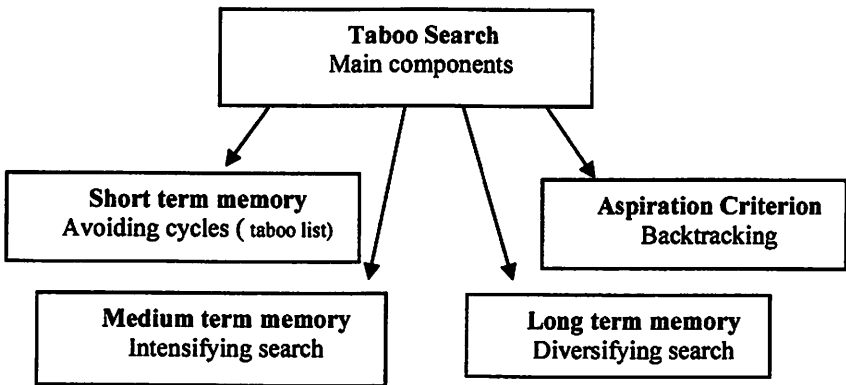 Taboo Search
Main components
Short term memory
Avoiding cycles ( taboo list)
Aspiration Criterion
Backtracking
Medium term memory
Intensifying search
Long term memory
Diversifying search